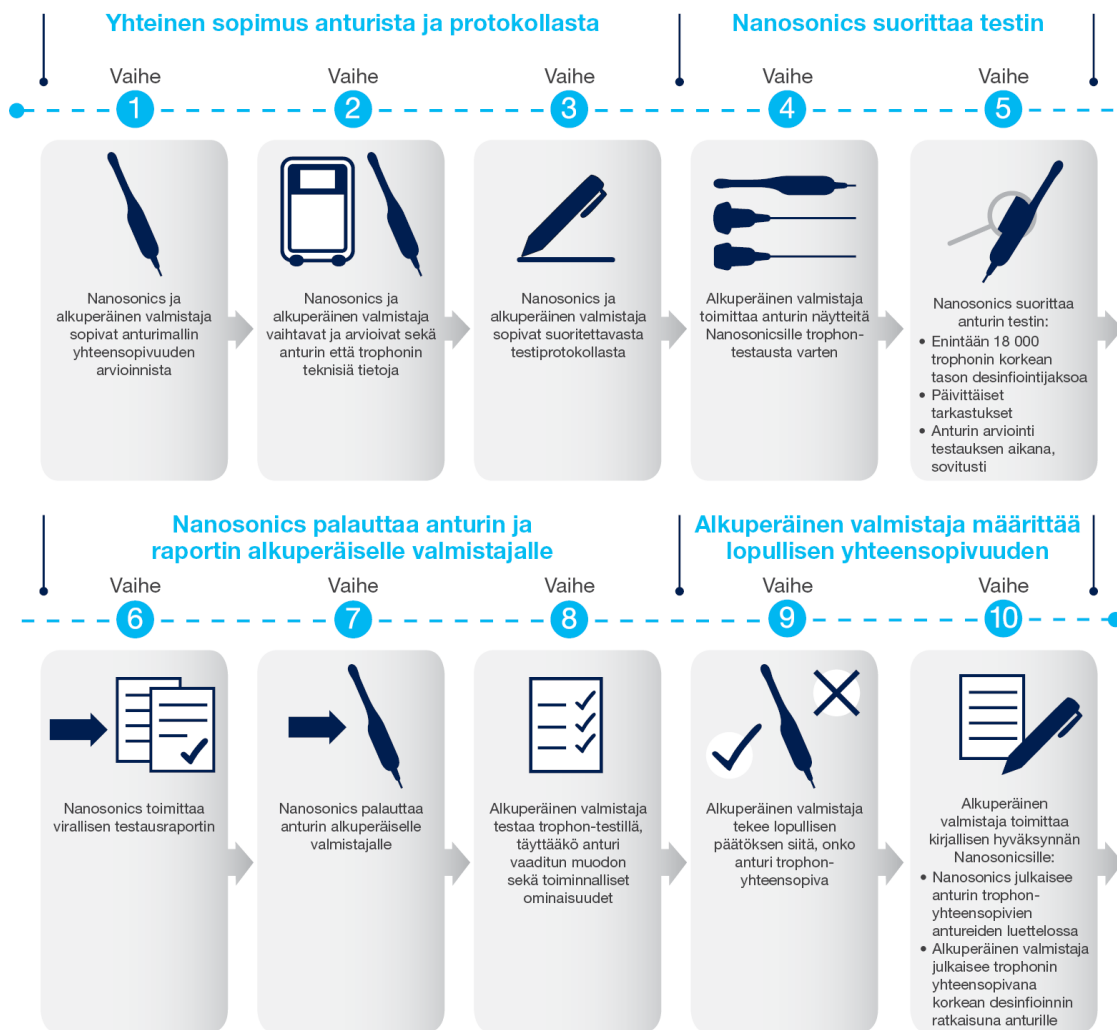 Yhteinen sopimus anturista ja protokollasta
Nanosonics suorittaa testin
Vaihe
1
Vaihe
2
Vaihe
3
Vaihe
4
Vaihe
5
Nanosonics ja
alkuperäinen valmistaja
sopivat anturimallin
yhteensopivuuden
arvioinnista
Nanosonics ja
alkuperäinen valmistaja
vaihtavat ja arvioivat sekä
anturin että trophonin
teknisiä tietoja
Nanosonics ja
alkuperäinen valmistaja
sopivat suoritettavasta
testiprotokollasta
Alkuperäinen valmistaja
toimittaa anturin näytteitä
Nanosonicsille trophon-
testausta varten
Nanosonics suorittaa
anturin testin:
• Enintään 18 000
trophonin korkean
tason desinfiointijaksoa
• Päivittäiset
tarkastukset
• Anturin arviointi
testauksen aikana,
sovitusti
Nanosonics palauttaa anturin ja
raportin alkuperäiselle valmistajalle
Alkuperäinen valmistaja määrittää
lopullisen yhteensopivuuden
Vaihe
6
Vaihe
7
Vaihe
8
Vaihe
9
Vaihe
10
Nanosonics toimittaa
virallisen testausraportin
Nanosonics palauttaa
anturin alkuperäiselle
valmistajalle
Alkuperäinen valmistaja
testaa trophon-testillä,
täyttääkö anturi
vaaditun muodon
sekä toiminnalliset
ominaisuudet
Alkuperäinen valmistaja
tekee lopullisen
päätöksen siitä, onko
anturi trophon-
yhteensopiva
Alkuperäinen
valmistaja toimittaa
kirjallisen hyväksynnän
Nanosonicsille:
• Nanosonics julkaisee
anturin trophon-
yhteensopivien
antureiden luettelossa
• Alkuperäinen valmistaja
julkaisee trophonin
yhteensopivana
korkean desinfioinnin
ratkaisuna anturille